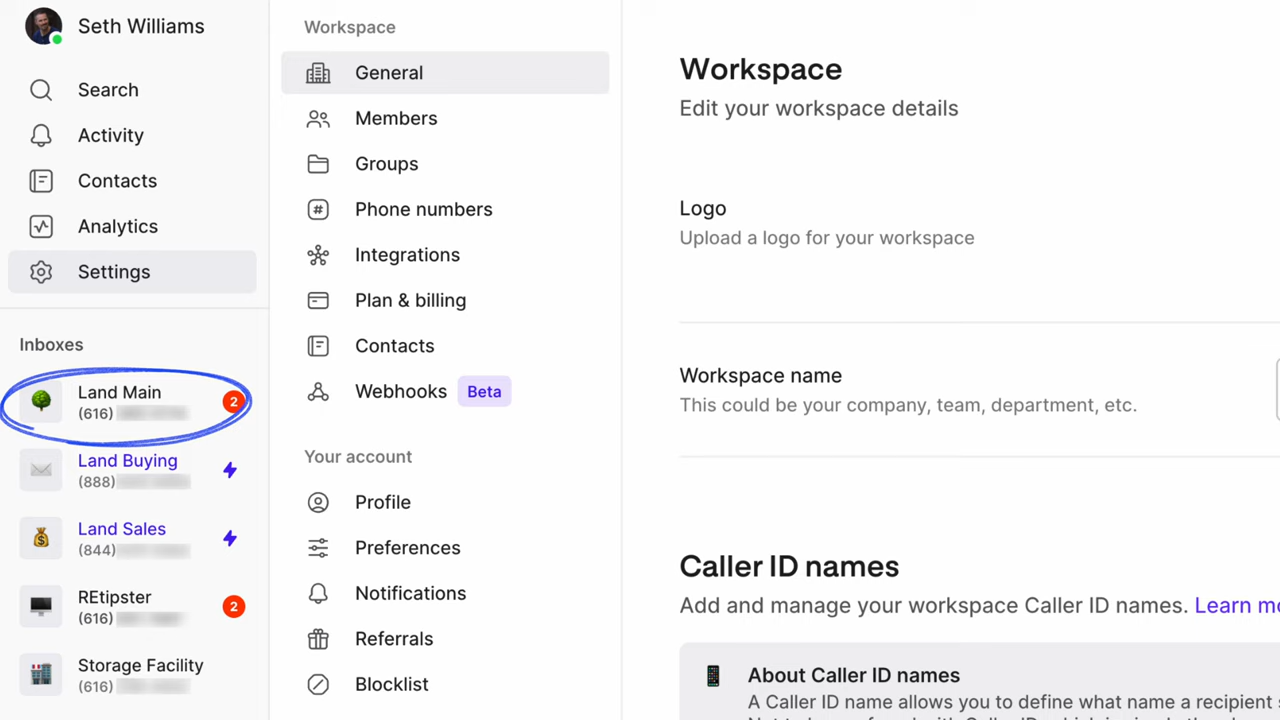 Seth Williams
Search
Activity
Contacts
Analytics
Settings
Inboxes
Land Main
(616)
2
Land Buying
(888)
Land Sales
(844)
REtipster
(616)
2
Storage Facility
(616)
Workspace
General
Members
Groups
Phone numbers
Integrations
Plan & billing
Contacts
Webhooks Beta
Your account
Profile
Preferences
Notifications
Referrals
Blocklist
Workspace
Edit your workspace details
Logo
Upload a logo for your workspace
Workspace name
This could be your company, team, department, etc.
Caller ID names
Add and manage your workspace Caller ID names. Learn
About Caller ID names
A Caller ID name allows you to define what name a recipient